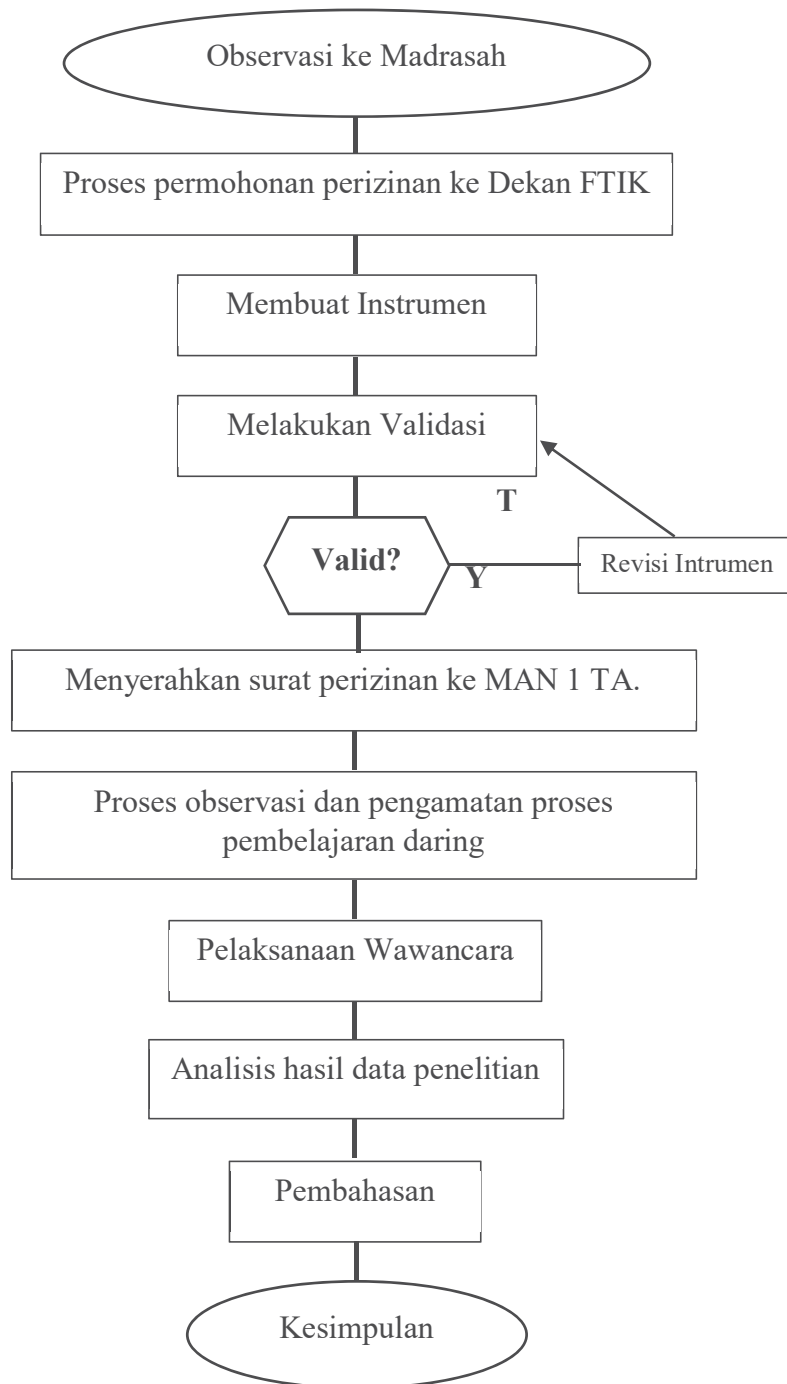 Observasi ke Madrasah
Proses permohonan perizinan ke Dekan FTIK
Membuat Instrumen
Melakukan Validasi
T
Valid?
Y
Revisi Intrumen
Menyerahkan surat perizinan ke MAN 1 TA.
Proses observasi dan pengamatan proses
pembelajaran daring
Pelaksanaan Wawancara
Analisis hasil data penelitian
Pembahasan
Kesimpulan